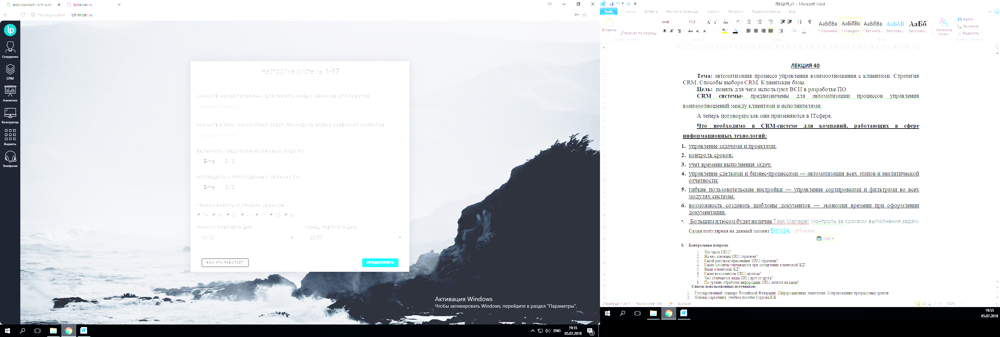 возможности crm сист
lptrakcer.ru
Не защищено
lptrakcer.ru
lp
Сотрудники
CRM
Аналитика
Конструктор
Виджеты
Телефония
Настройка системы 1-17
УКАЖИТЕ НОМЕР ТЕЛЕФОНА, ДЛЯ ПРИЕМА НОВЫХ ЗВОНКОВ ОТ КЛИЕНТОВ
Введите телефон
УКАЖИТЕ E-MAIL, НА КОТОРЫЙ БУДУТ ПРИХОДИТЬ НОВЫЕ ЗАЯВКИ ОТ КЛИЕНТОВ
Введите e-mail
ВКЛЮЧИТЬ УВЕДОМЛЕНИЕ О НОВЫХ ЛИДА ПО
E-mail SMS
ОПОВЕЩАТЬ О ПРОПУЩЕННЫХ ЗВОНКАХ ПО
E-mail SMS
ГРАФИК РАБОТЫ И ПРИЕМА ЗВОНКОВ
Пн Вт Ср Чт Пт Сб Вс
НАЧАЛО РАБОЧЕГО ДНЯ КОНЕЦ РАБОЧЕГО ДНЯ
00:00 23:59
КАК ЭТО РАБОТАЕТ ПРОДОЛЖИТЬ
Активация Windows
Чтобы активировать Windows, перейдите в раздел "Параметры".
ENG 19:55
05.07.2018
ЛЕКЦИЯ_41 - Microsoft Word
Файл Главная Вставка Разметка страницы Ссылки Рассылки Рецензирование Вид
Вставить
Формат по образцу
Буфер обмена
Arial 11,5
Ж К Ч abc X, X'
Шрифт
Абзац
АаБбВв АаБбВв АаБбВв АаБбВ АаБб
Обычный Стандарт Без инте... Заголово... Заголово...
Изменить стили
Стили
Найти
Заменить
Выделить
Редактирование
ЛЕКЦИЯ 40
Тема: автоматизация процесса управления взаимоотношения с клиентами. Стратегия
CRM. Способы выбора CRM. Клиентские базы.
Цель: понять для чего используют ВСН в разработке ПО
CRM системы- предназначены для автоматизации процессов управления
взаимоотношений между клиентами и исполнителями.
А теперь поговорим как они применяются в ITсфере.
Что необходимо в CRM-системе для компаний, работающих в сфере
информационных технологий:
1. управление задачами и проектами;
2. контроль сроков;
3. учет времени выполнения задач;
4. управление сделками и бизнес-процессами — автоматизация всех этапов и аналитической
отчетности;
5. гибкие пользовательские настройки — управление сортировками и фильтрами во всех
модулях системы;
6. возможность создавать шаблоны документов — экономия времени при оформлении
документации.
7. Большим плюсом будет наличие Task Manager (контроль за сроками выполнения задач)
Самая популярная на данный момент Bitrix24. LPTracker
(Ctrl)
8. Контрольные вопросы:
1. Что такое CRM?
2. На чем основана CRM стратегия?
3. Какой результат применения CRM стратегии?
4. Какие моменты учитываются при составлении клиентской БД?
5. Виды клиентских БД?
6. Какие возможности CRM системы?
7. Чем отличаются виды CRM друг от друга?
8. По уровню обработки информации CRM делятся на какие?
Список использованных источников:
1. Государственный стандарт Российской Федерации. Информационная технология. Сопровождение программных средств
2. Основы маркетинга учебное пособие Суркова Е.В.
Страница: 1 из 1 Число слов: 196 русский 100%
19:55
05.07.2018